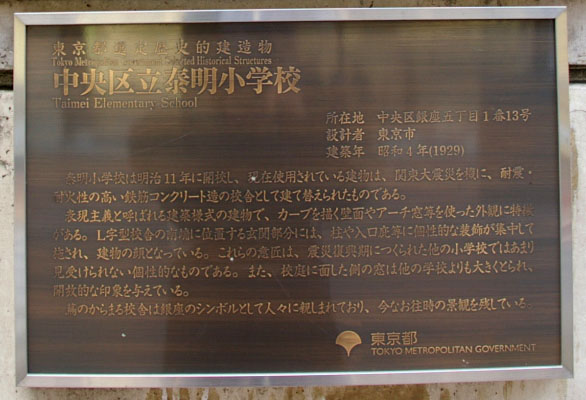 東京都選定歴史的建造物
Tokyo Metropolitan Government Selected Historical Structures
中央区立泰明小学校
Taimei Elementary School
所在地 中央区銀座五丁目1番13号
設計者 東京市
建築年 昭和4年(1929)
泰明小学校は明治11年に開校し、現在使用されている建物は、関東大震災を機に、耐震・
耐火性の高い鉄筋コンクリート造の校舎として建て替えられたものである。
表現主義と呼ばれる建築様式の建物で、カーブを描く壁面やアーチ窓等を使った外観に特徴
がある。L字型校舎の南端に位置する玄関部分には、柱や入口庇等に個性的な装飾が集中して
施され、建物の顔となっている。これらの意匠は、震災復興期につくられた他の小学校ではあまり
見受けられない個性的なものである。また、校庭に面した側の窓は他の学校よりも大きくとられ、
開放的な印象を与えている。
蔦のからまる校舎は銀座のシンボルとして人々に親しまれており、今なお往時の景観を残している。
東京都
TOKYO METROPOLITAN GOVERNMENT